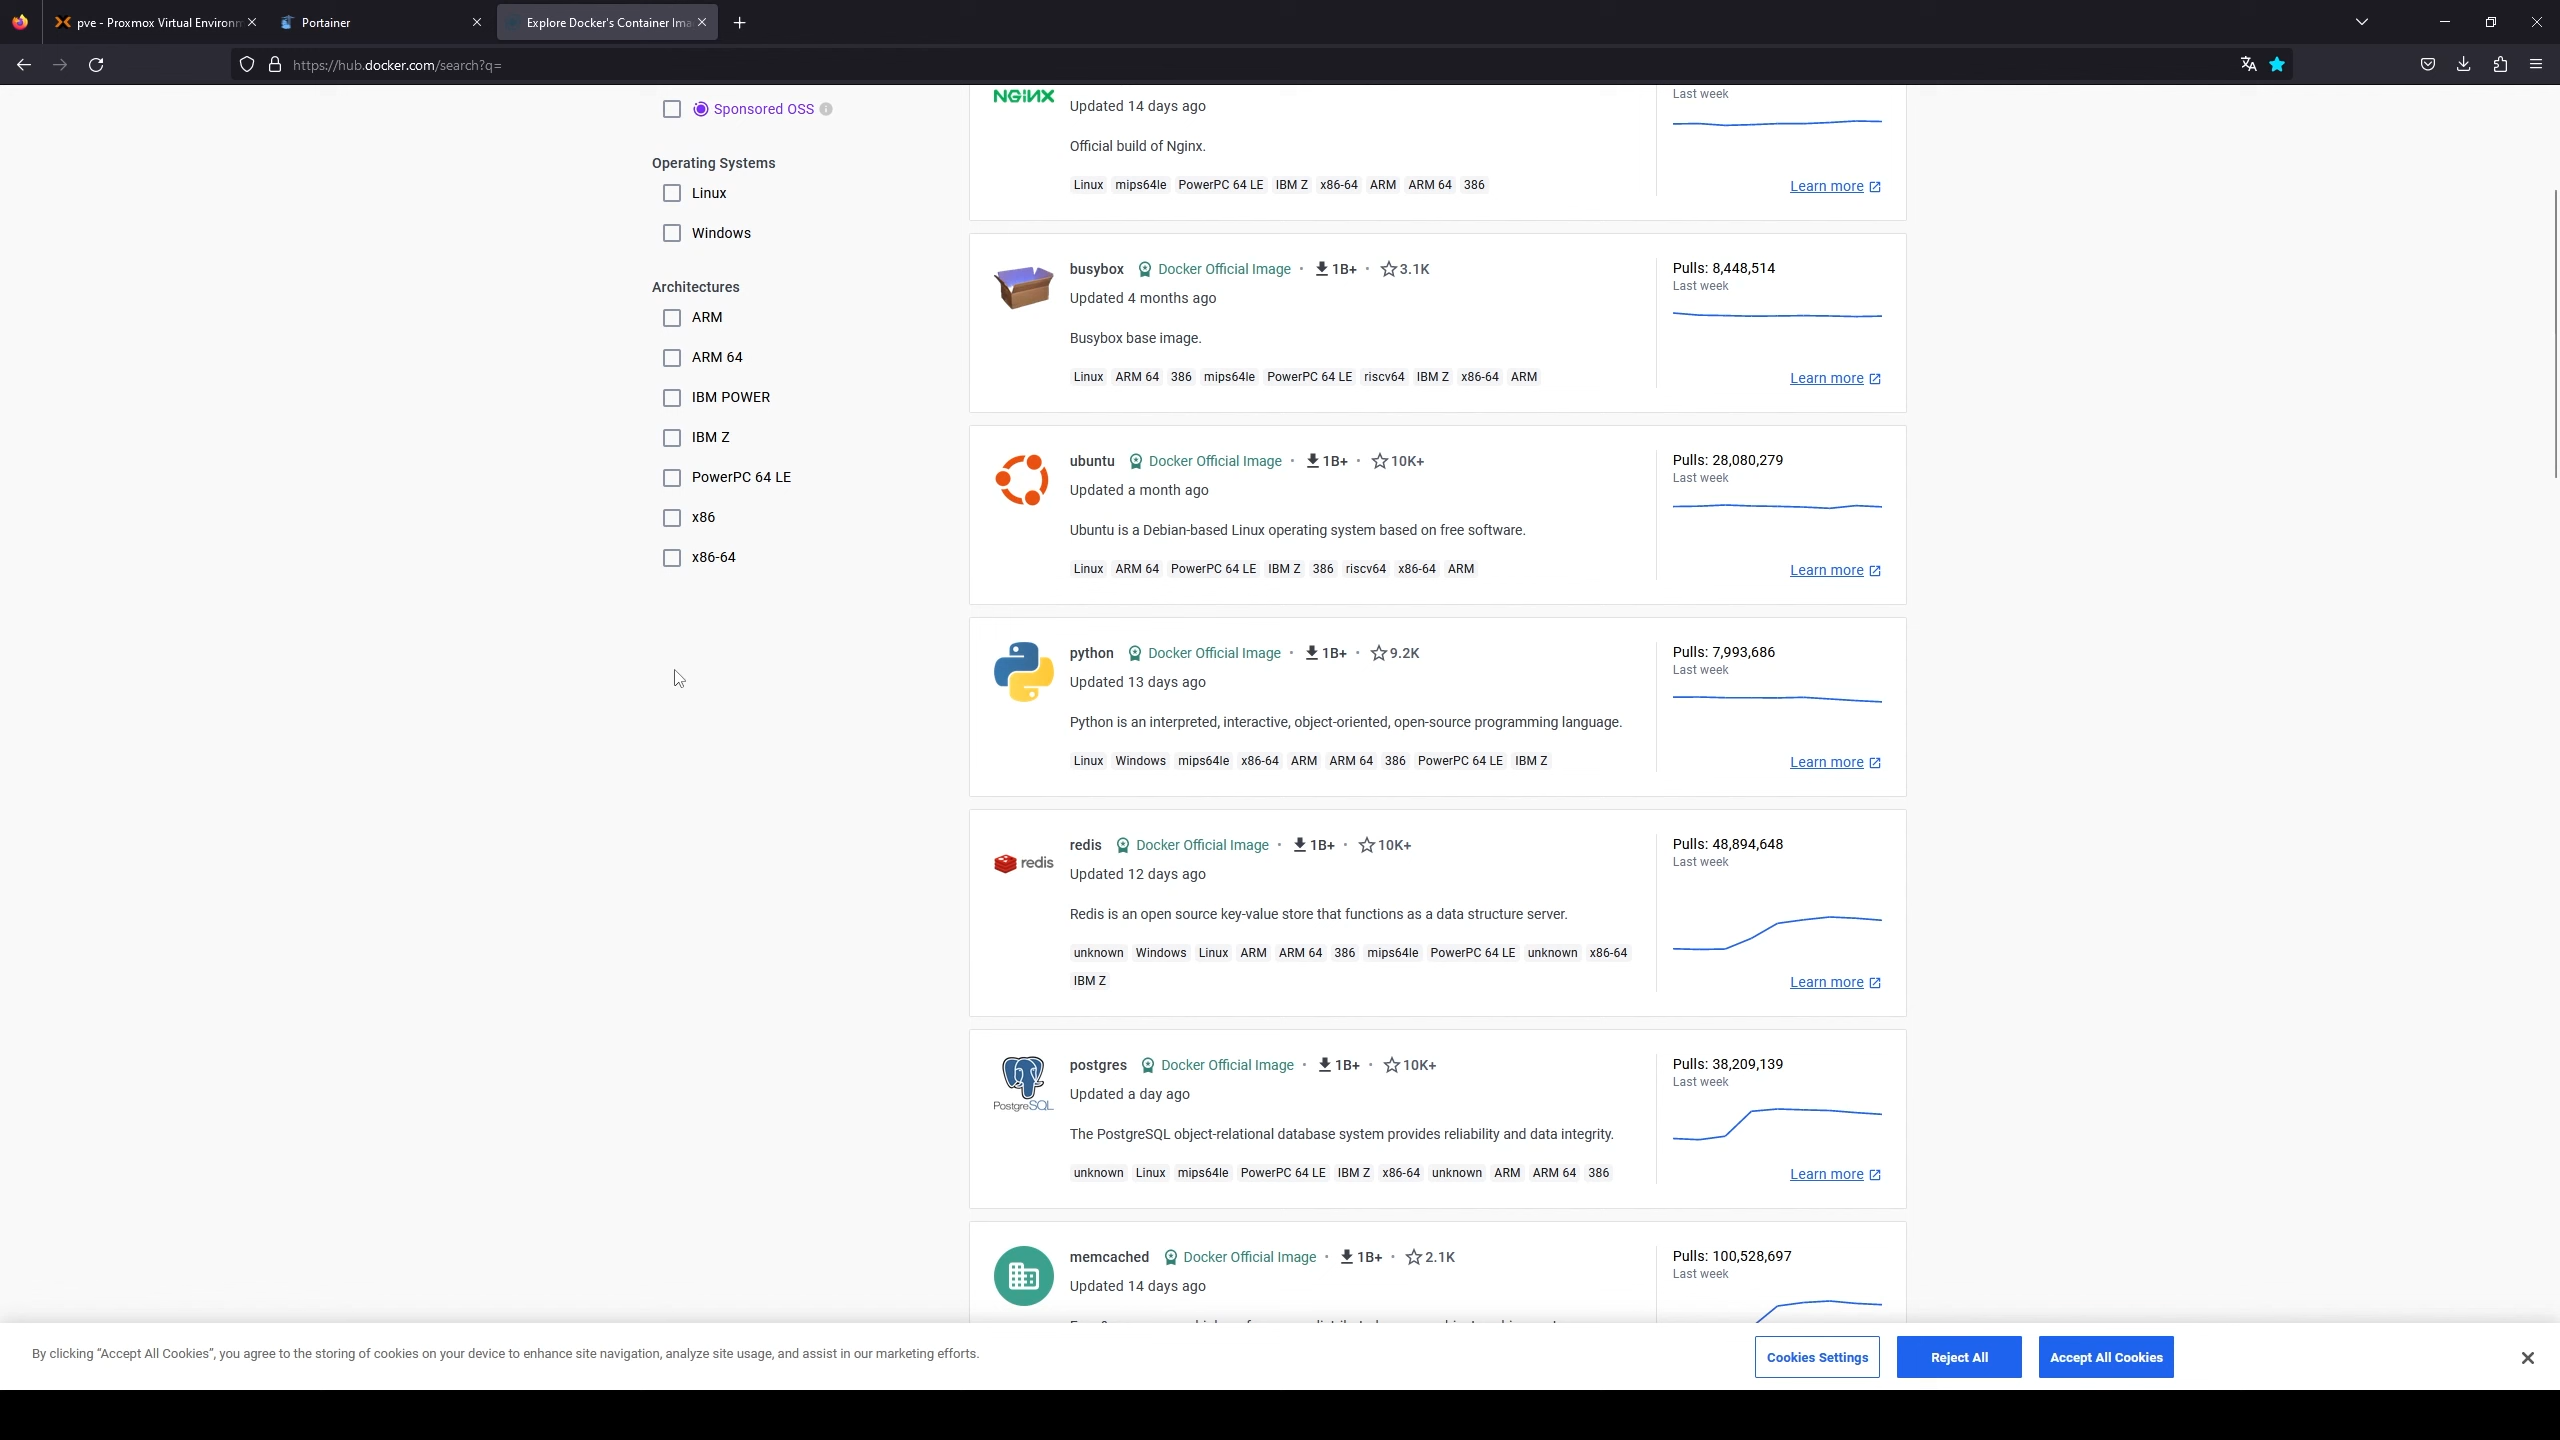 pve - Proxmox Virtual Environm
Portainer
Explore Docker's Container Ima
https://hub.docker.com/search?q=
Sponsored OSS
Operating Systems
Linux
Windows
Architectures
ARM
ARM 64
IBM POWER
IBM Z
PowerPC 64 LE
x86
x86-64
NGINX
Updated 14 days ago
Official build of Nginx.
Linux mips64le PowerPC 64 LE IBM Z x86-64 ARM ARM 64 386
Last week
Learn more
busybox Docker Official Image • 1B+ • 3.1K
Updated 4 months ago
Busybox base image.
Linux ARM 64 386 mips64le PowerPC 64 LE riscv64 IBM Z x86-64 ARM
Pulls: 8,448,514
Last week
Learn more
ubuntu Docker Official Image • 1B+ • 10K+
Updated a month ago
Ubuntu is a Debian-based Linux operating system based on free software.
Linux ARM 64 PowerPC 64 LE IBM Z 386 riscv64 x86-64 ARM
Pulls: 28,080,279
Last week
Learn more
python Docker Official Image • 1B+ • 9.2K
Updated 13 days ago
Python is an interpreted, interactive, object-oriented, open-source programming language.
Linux Windows mips64le x86-64 ARM ARM 64 386 PowerPC 64 LE IBM Z
Pulls: 7,993,686
Last week
Learn more
redis
redis Docker Official Image • 1B+ • 10K+
Updated 12 days ago
Redis is an open source key-value store that functions as a data structure server.
unknown Windows Linux ARM ARM 64 386 mips64le PowerPC 64 LE unknown x86-64
IBM Z
Pulls: 48,894,648
Last week
Learn more
PostgreSQL
postgres Docker Official Image • 1B+ • 10K+
Updated a day ago
The PostgreSQL object-relational database system provides reliability and data integrity.
unknown Linux mips64le PowerPC 64 LE IBM Z x86-64 unknown ARM ARM 64 386
Pulls: 38,209,139
Last week
Learn more
memcached Docker Official Image • 1B+ • 2.1K
Updated 14 days ago
Pulls: 100,528,697
Last week
By clicking “Accept All Cookies”, you agree to the storing of cookies on your device to enhance site navigation, analyze site usage, and assist in our marketing efforts.
Cookies Settings
Reject All
Accept All Cookies